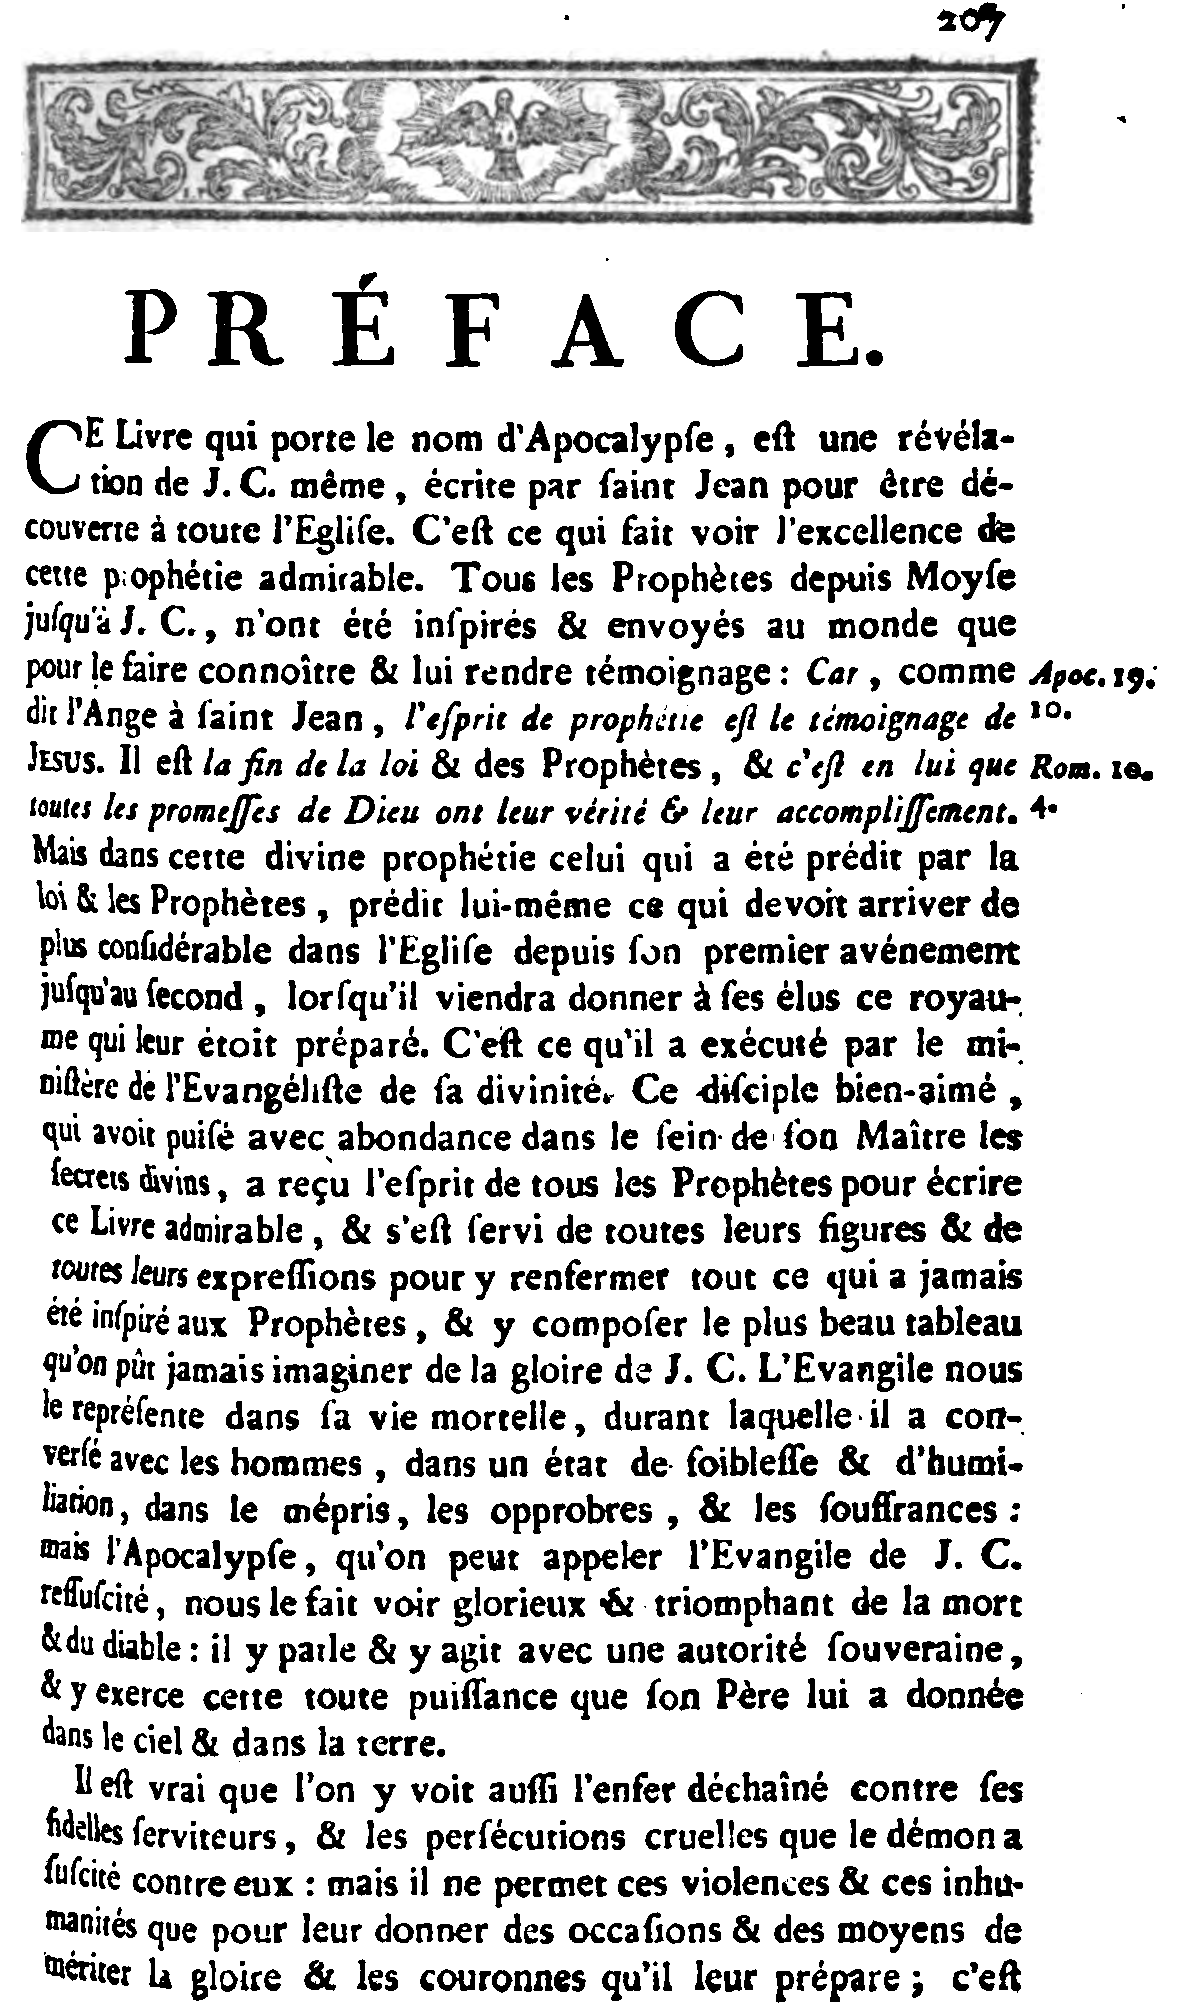 207
PRÉFACE.
CE Livre qui porte le nom d'Apocalypſe, eſt une révéla-
tion de J. C. même, écrite par ſaint Jean pour être dé-
couverte à toute l'Egliſe. C'eſt ce qui fait voir l'excellence de
cette prophétie admirable. Tous les Prophètes depuis Moyſe
juſqu'à J. C., n'ont été inſpirés & envoyés au monde que
pour le faire connoître & lui rendre témoignage : Car, comme
Apoc. 19.
dit l'Ange à ſaint Jean, l'eſprit de prophétie eſt le témoignage de
10.
JESUS. Il eſt la fin de la loi & des Prophètes, & c'eſt en lui que
Rom. 10.
toutes les promeſſes de Dieu ont leur vérité & leur accompliſſement.
4.
Mais dans cette divine prophétie celui qui a été prédit par la
loi & les Prophètes, prédit lui-même ce qui devoit arriver de
plus conſidérable dans l'Egliſe depuis ſon premier avénement
juſqu'au ſecond, lorſqu'il viendra donner à ſes élus ce royau-
me qui leur étoit préparé. C'eſt ce qu'il a exécuté par le mi-
niſtère de l'Evangéliſte de ſa divinité. Ce diſciple bien-aimé,
qui avoit puiſé avec abondance dans le ſein de ſon Maître les
ſecrets divins, a reçu l'eſprit de tous les Prophètes pour écrire
ce Livre admirable, & s'eſt ſervi de toutes leurs figures & de
toutes leurs expreſſions pour y renfermer tout ce qui a jamais
été inſpiré aux Prophètes, & y compoſer le plus beau tableau
qu'on pût jamais imaginer de la gloire de J. C. L'Evangile nous
le repréſente dans ſa vie mortelle, durant laquelle il a con-
verſé avec les hommes, dans un état de foibleſſe & d'humi-
liation, dans le mépris, les opprobres, & les ſouffrances :
mais l'Apocalypſe, qu'on peut appeler l'Evangile de J. C.
reſſuſcité, nous le fait voir glorieux & triomphant de la mort
& du diable : il y parle & y agit avec une autorité ſouveraine,
& y exerce cette toute puiſſance que ſon Père lui a donnée
dans le ciel & dans la terre.
Il eſt vrai que l'on y voit auſſi l'enfer déchaîné contre ſes
fidelles ſerviteurs, & les perſécutions cruelles que le démon a
ſuſcité contre eux : mais il ne permet ces violences & ces inhu-
manités que pour leur donner des occaſions & des moyens de
mériter la gloire & les couronnes qu'il leur prépare ; c'eſt